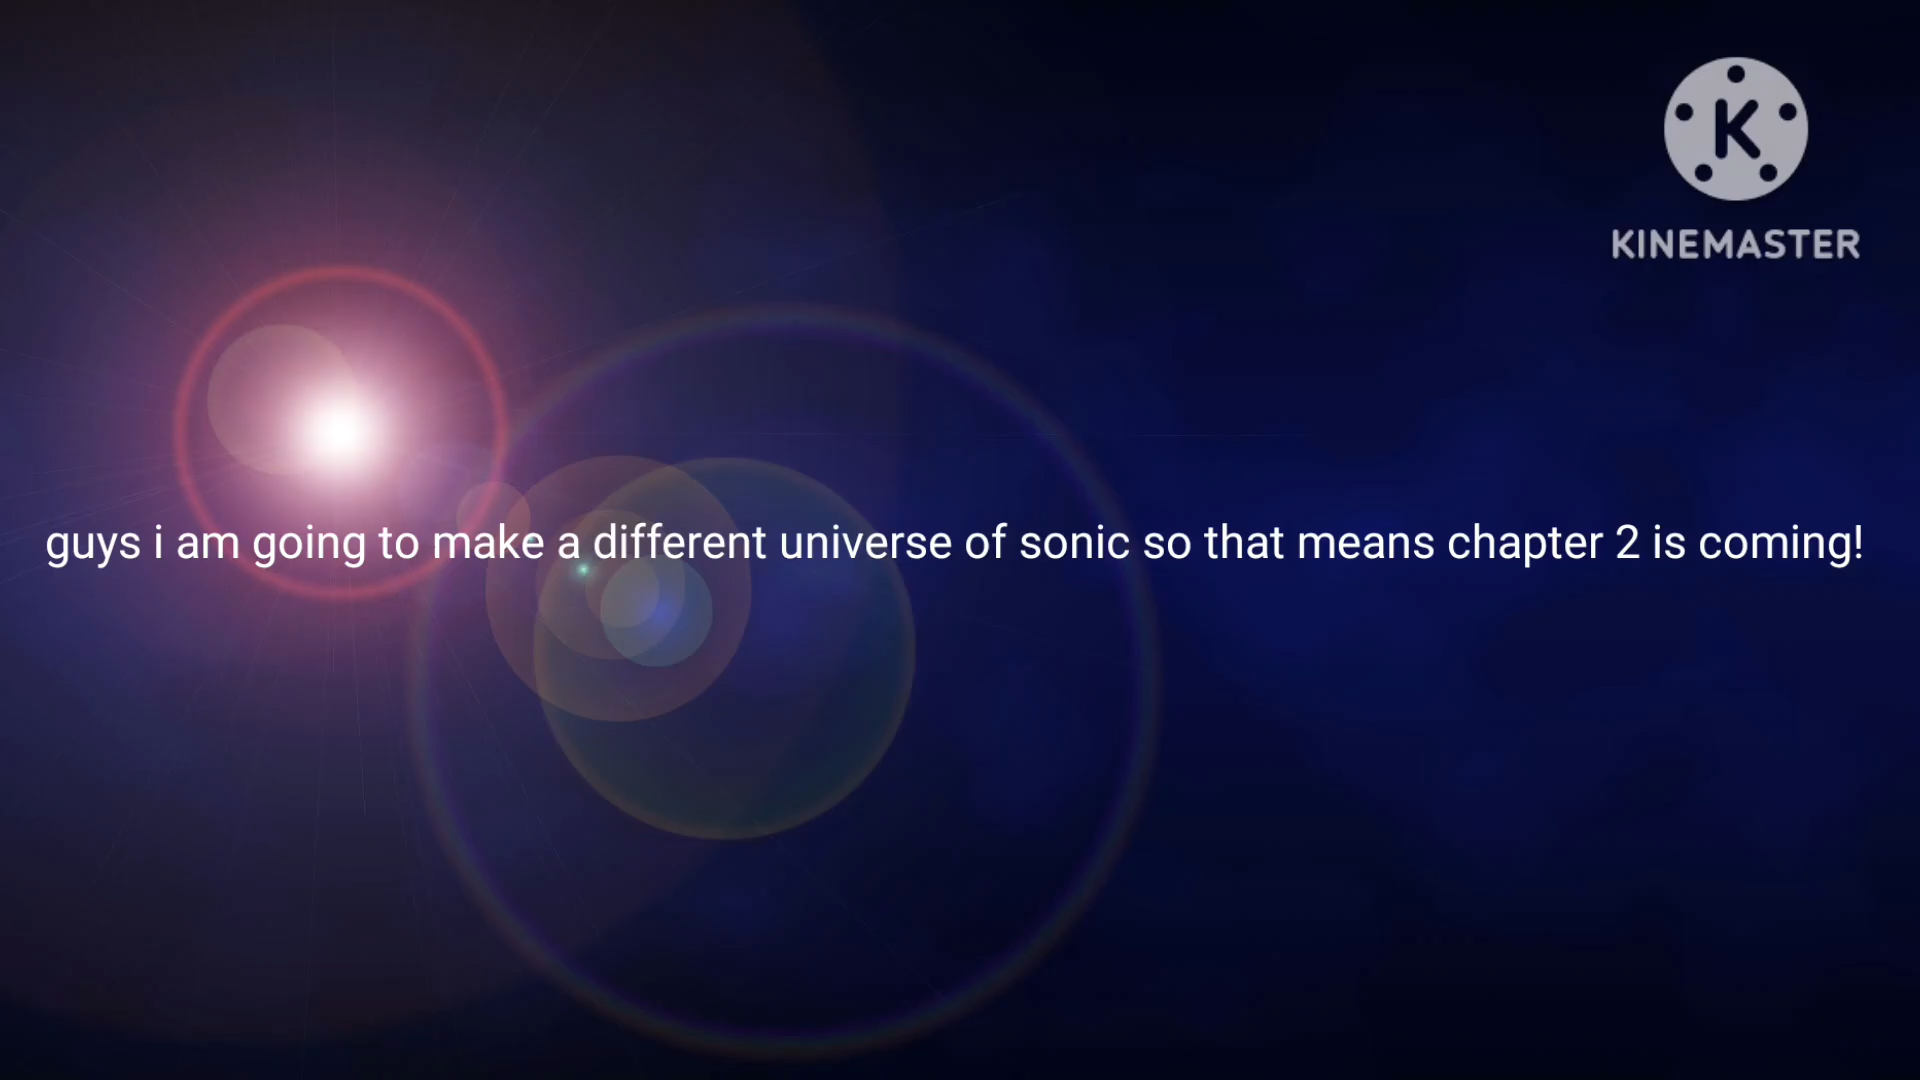 K
KINEMASTER
guys i am going to make a different universe of sonic so that means chapter 2 is coming!